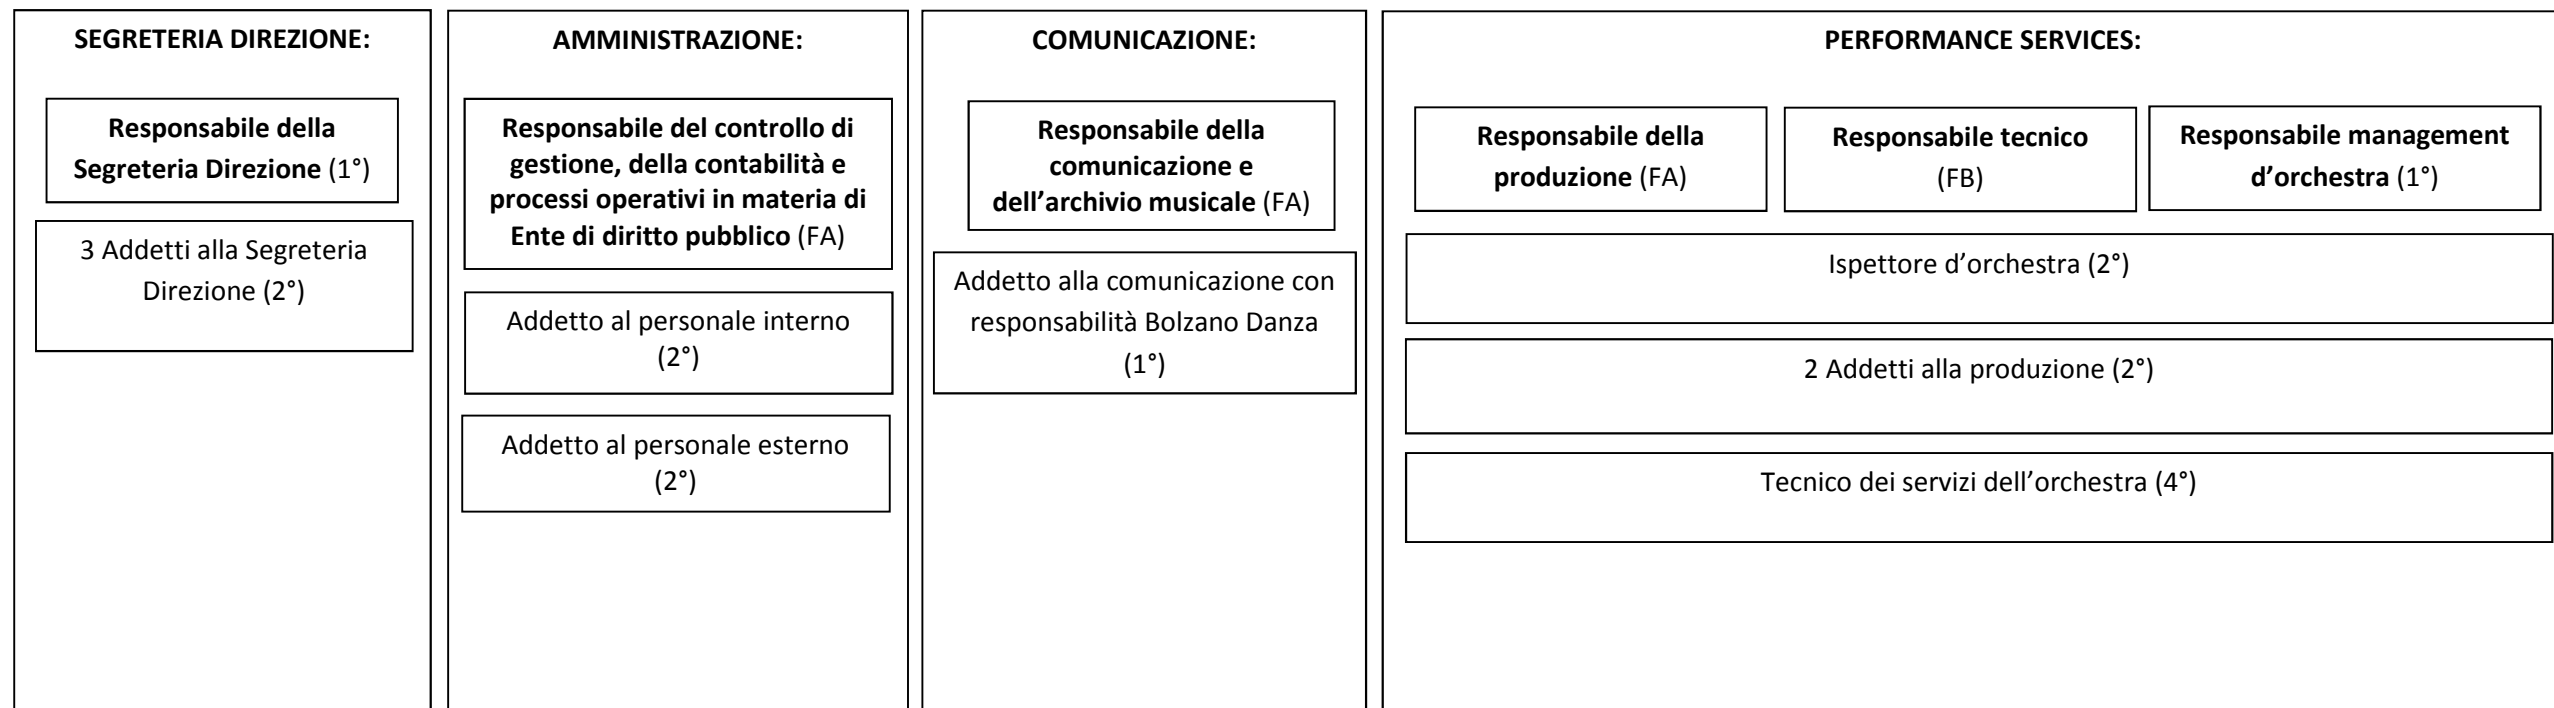 SEGRETERIA DIREZIONE:
Responsabile della
Segreteria Direzione (1°)
3 Addetti alla Segreteria
Direzione (2°)
AMMINISTRAZIONE:
Responsabile del controllo di
gestione, della contabilità e
processi operativi in materia di
Ente di diritto pubblico (FA)
Addetto al personale interno
(2°)
Addetto al personale esterno
(2°)
COMUNICAZIONE:
Responsabile della
comunicazione e
dell’archivio musicale (FA)
Addetto alla comunicazione con
responsabilità Bolzano Danza
(1°)
PERFORMANCE SERVICES:
Responsabile della
produzione (FA)
Responsabile tecnico
(FB)
Responsabile management
d’orchestra (1°)
Ispettore d’orchestra (2°)
2 Addetti alla produzione (2°)
Tecnico dei servizi dell’orchestra (4°)